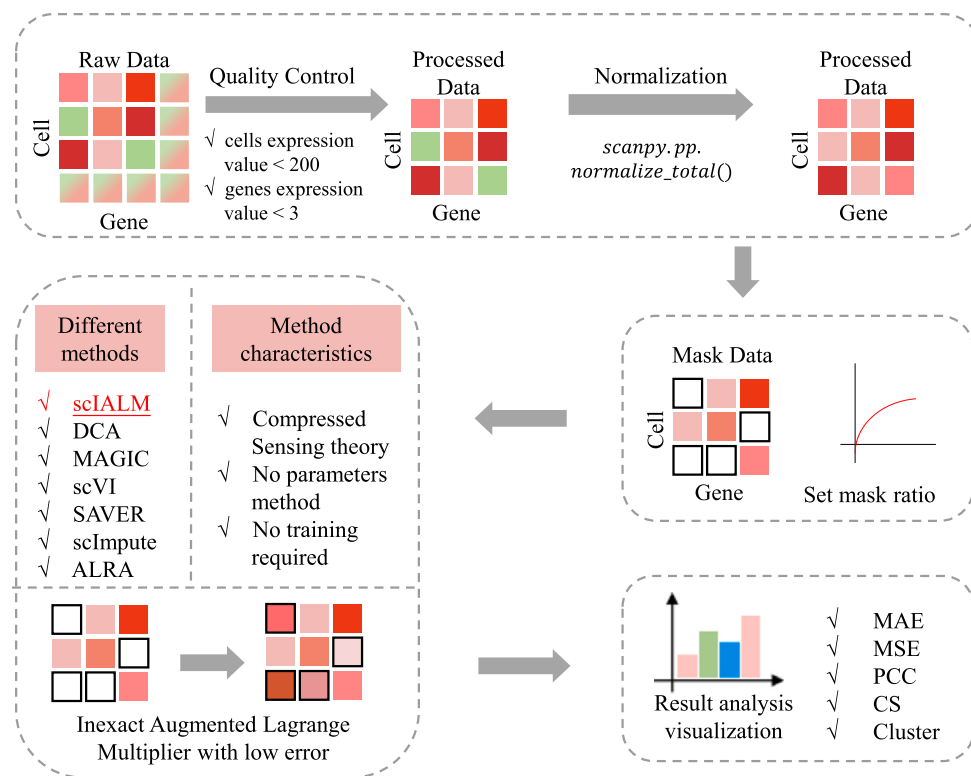 Raw Data
Cell
Gene
Quality Control
√ cells expression
value < 200
√ genes expression
value < 3
Processed
Data
Cell
Gene
Normalization
scanpy.pp.
normalize_total()
Processed
Data
Cell
Gene
Mask Data
Cell
Gene
Set mask ratio
Different
methods
√ scIALM
√ DCA
√ MAGIC
√ scVI
√ SAVER
√ scImpute
√ ALRA
Method
characteristics
√ Compressed
Sensing theory
√ No parameters
method
√ No training
required
Inexact Augmented Lagrange
Multiplier with low error
Result analysis
visualization
√ MAE
√ MSE
√ PCC
√ CS
√ Cluster